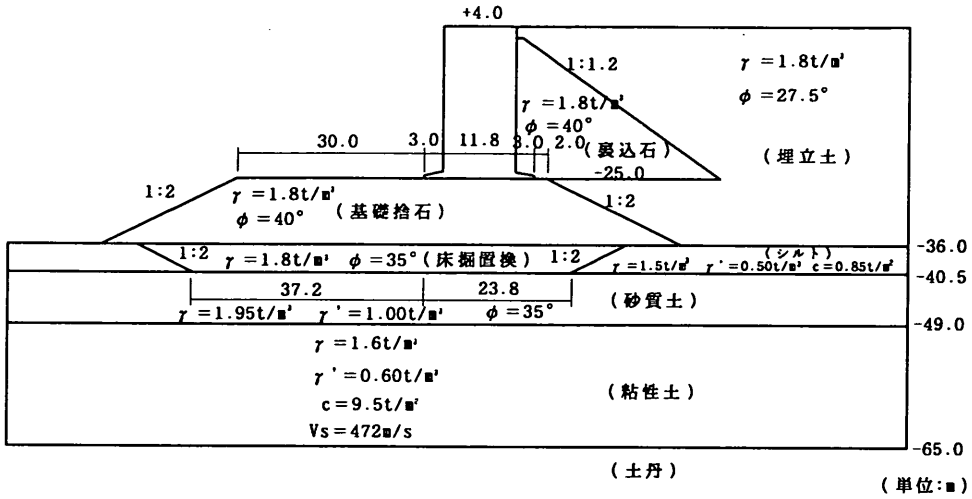 +4.0
1:1.2
γ=1.8t/m³
φ=27.5°
(埋立土)
γ=1.8t/m³
φ=40°
(裏込石)
30.0
3.0
11.8
3.0
2.0
-25.0
1:2
γ=1.8t/m³
φ=40°
(基礎捨石)
1:2
-36.0
1:2
γ=1.8t/m³ φ=35°(床掘置換)
1:2
(シルト)
γ=1.5t/m³ γ'=0.50t/m³ c=0.85t/m²
-40.5
37.2
23.8
(砂質土)
γ=1.95t/m³ γ'=1.00t/m³ φ=35°
-49.0
γ=1.6t/m³
γ'=0.60t/m³
c=9.5t/m²
Vs=472m/s
(粘性土)
-65.0
(土丹)
(単位:m)